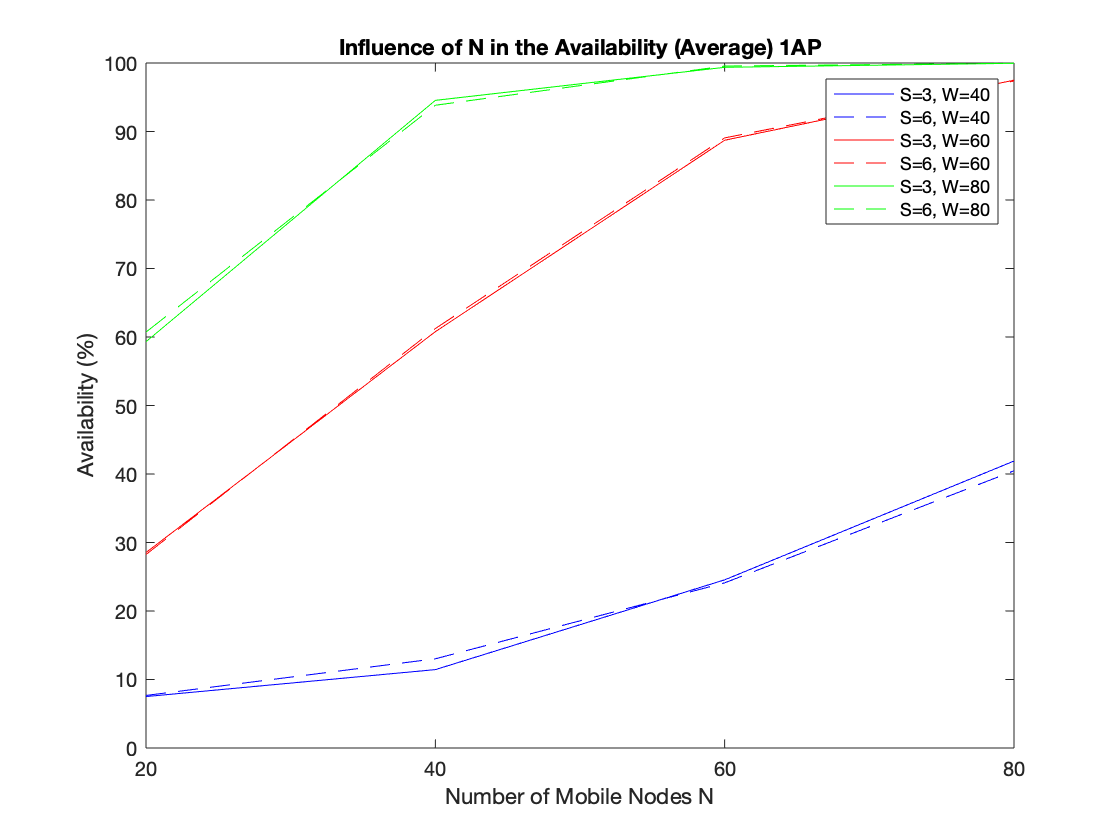 Influence of N in the Availability (Average) 1AP
100
90
80
70
60
50
40
30
20
10
0
Availability (%)
S=3, W=40
S=6, W=40
S=3, W=60
S=6, W=60
S=3, W=80
S=6, W=80
20 40 60 80
Number of Mobile Nodes N